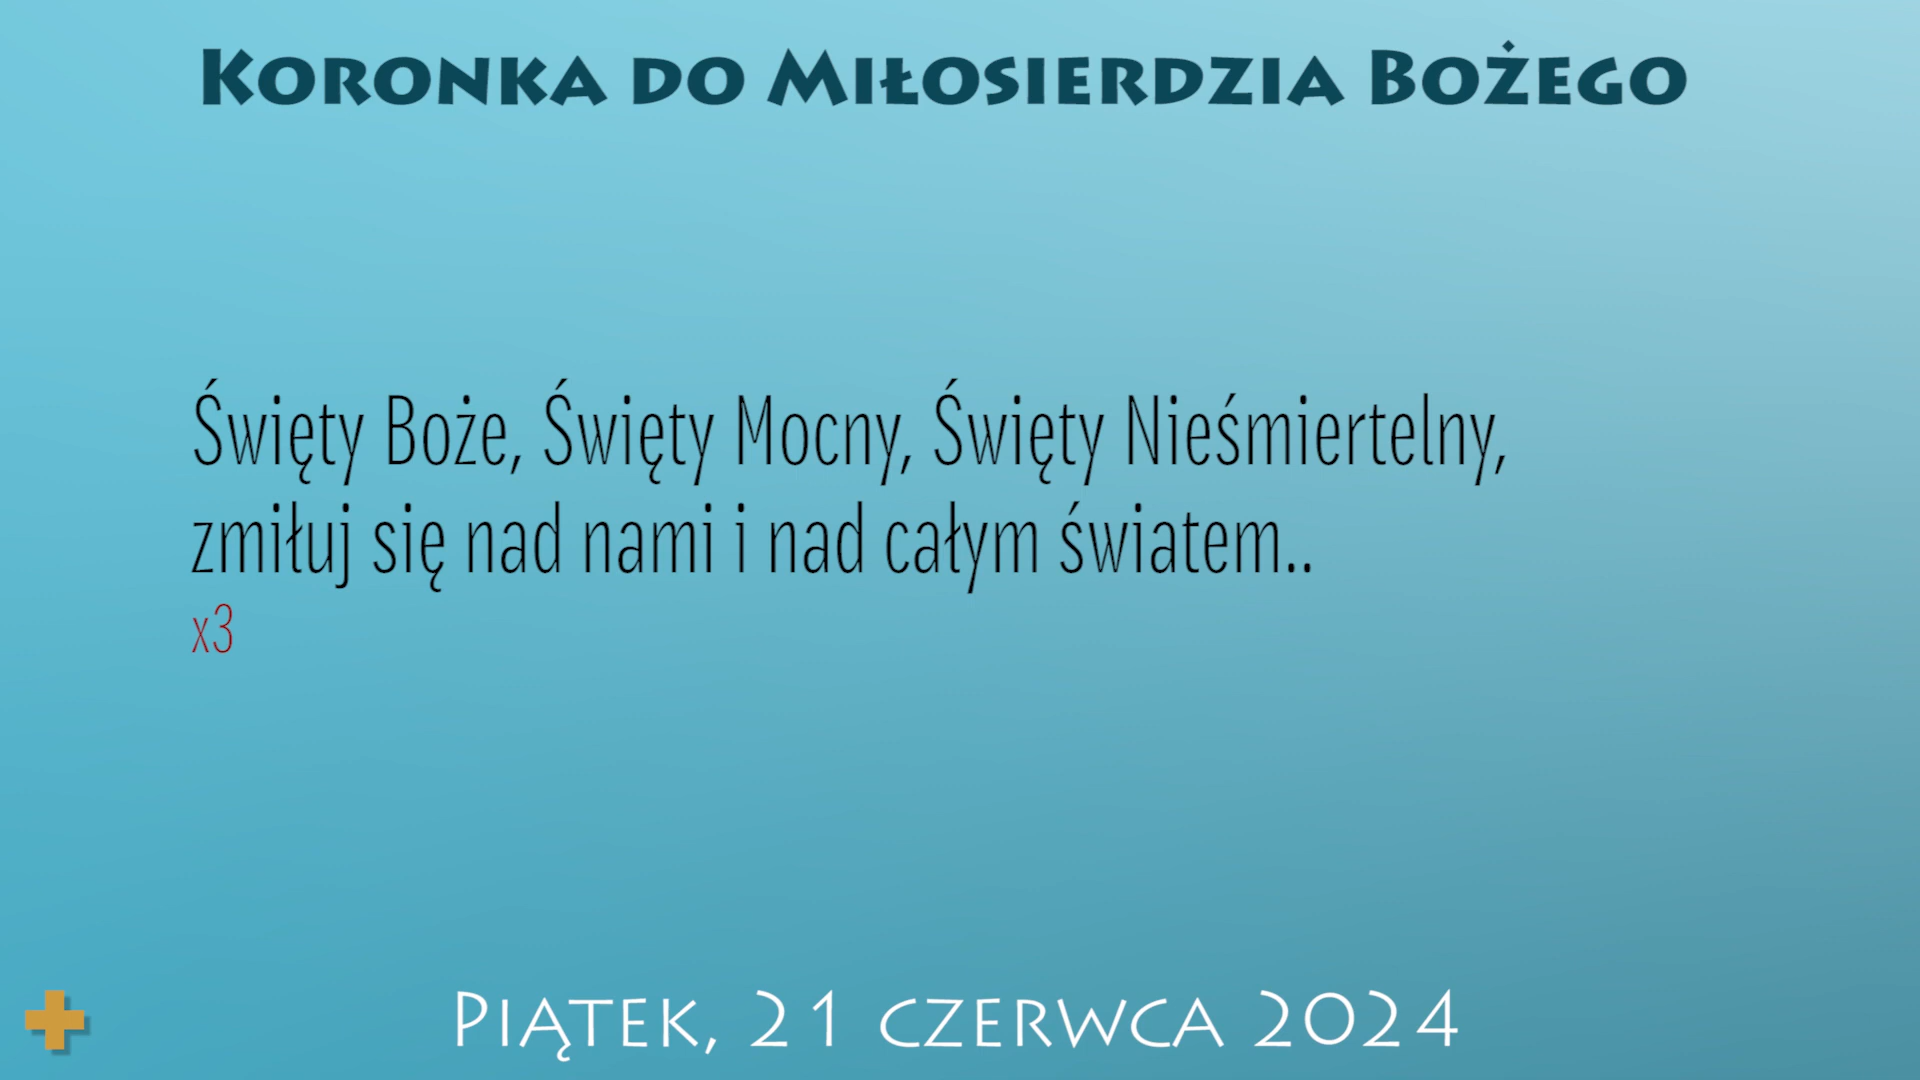 Koronka do Miłosierdzia Bożego
Święty Boże, Święty Mocny, Święty Nieśmiertelny,
zmiłuj się nad nami i nad całym światem..
x3
Piątek, 21 czerwca 2024